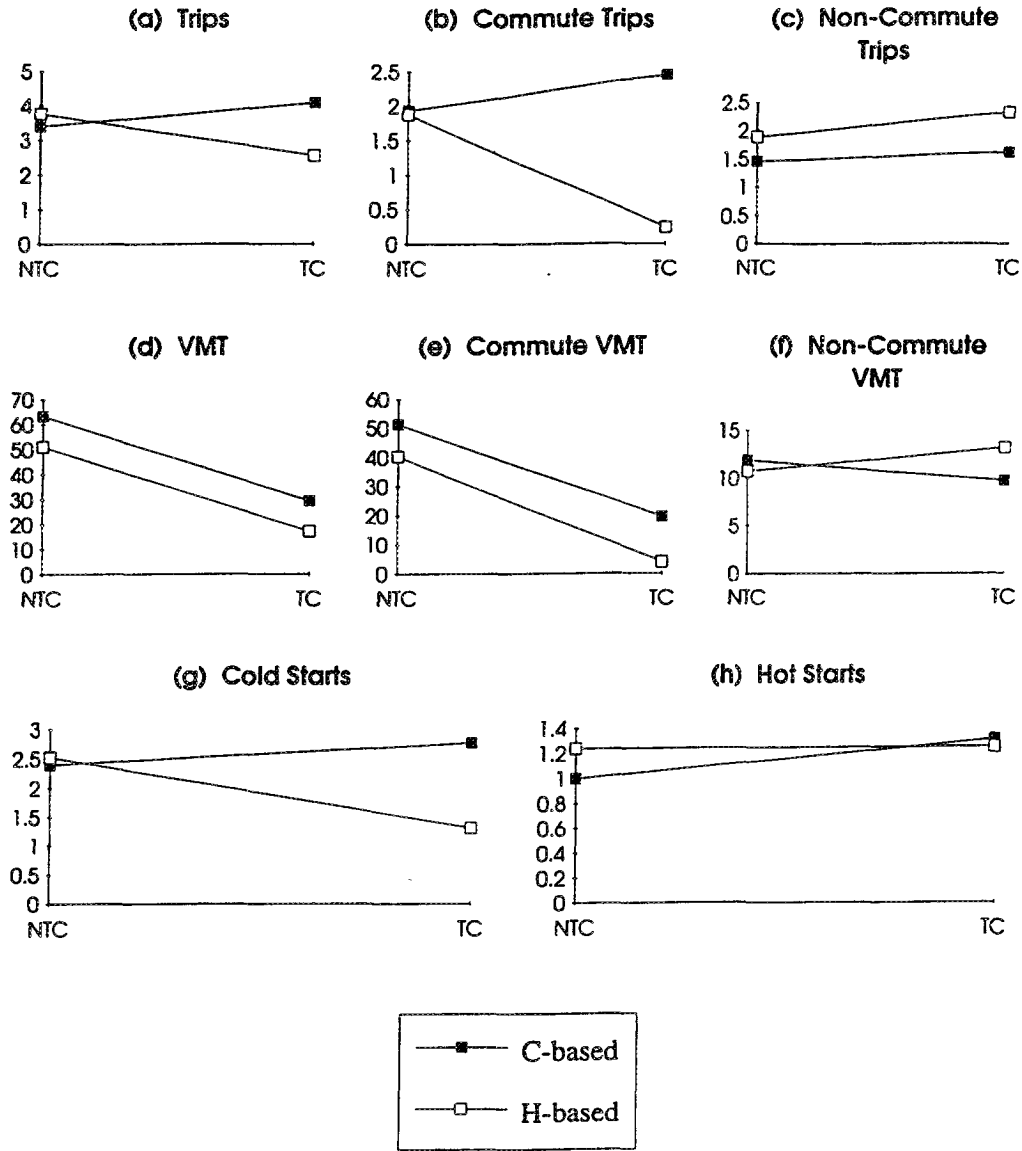 (a) Trips
(b) Commute Trips
(c) Non-Commute
Trips
5
4
3
2
1
0
NTC
TC
2.5
2
1.5
1
0.5
0
NTC
TC
2.5
2
1.5
1
0.5
0
NTC
TC
(d) VMT
(e) Commute VMT
(f) Non-Commute
VMT
70
60
50
40
30
20
10
0
NTC
TC
60
50
40
30
20
10
0
NTC
TC
15
10
5
0
NTC
TC
(g) Cold Starts
(h) Hot Starts
3
2.5
2
1.5
1
0.5
0
NTC
TC
1.4
1.2
1
0.8
0.6
0.4
0.2
0
NTC
TC
C-based
H-based